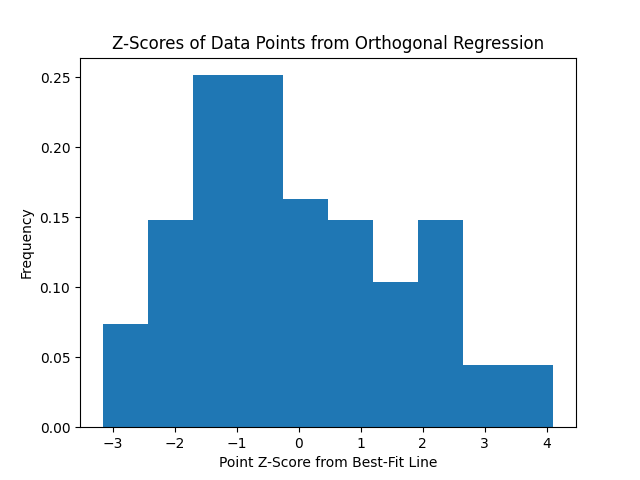 Z-Scores of Data Points from Orthogonal Regression
0.25
0.20
0.15
0.10
0.05
0.00
Frequency
−3 −2 −1 0 1 2 3 4
Point Z-Score from Best-Fit Line